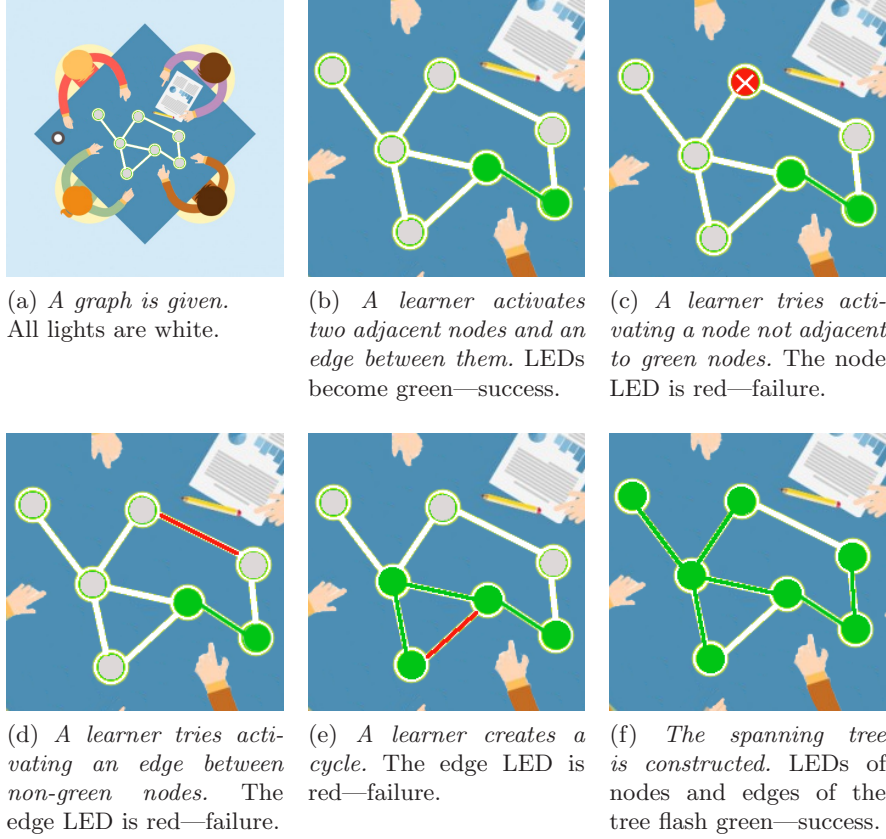 (a) A graph is given.
All lights are white.
(b) A learner activates
two adjacent nodes and an
edge between them. LEDs
become green—success.
(c) A learner tries acti-
vating a node not adjacent
to green nodes. The node
LED is red—failure.
(d) A learner tries acti-
vating an edge between
non-green nodes. The
edge LED is red—failure.
(e) A learner creates a
cycle. The edge LED is
red—failure.
(f) The spanning tree
is constructed. LEDs of
nodes and edges of the
tree flash green—success.